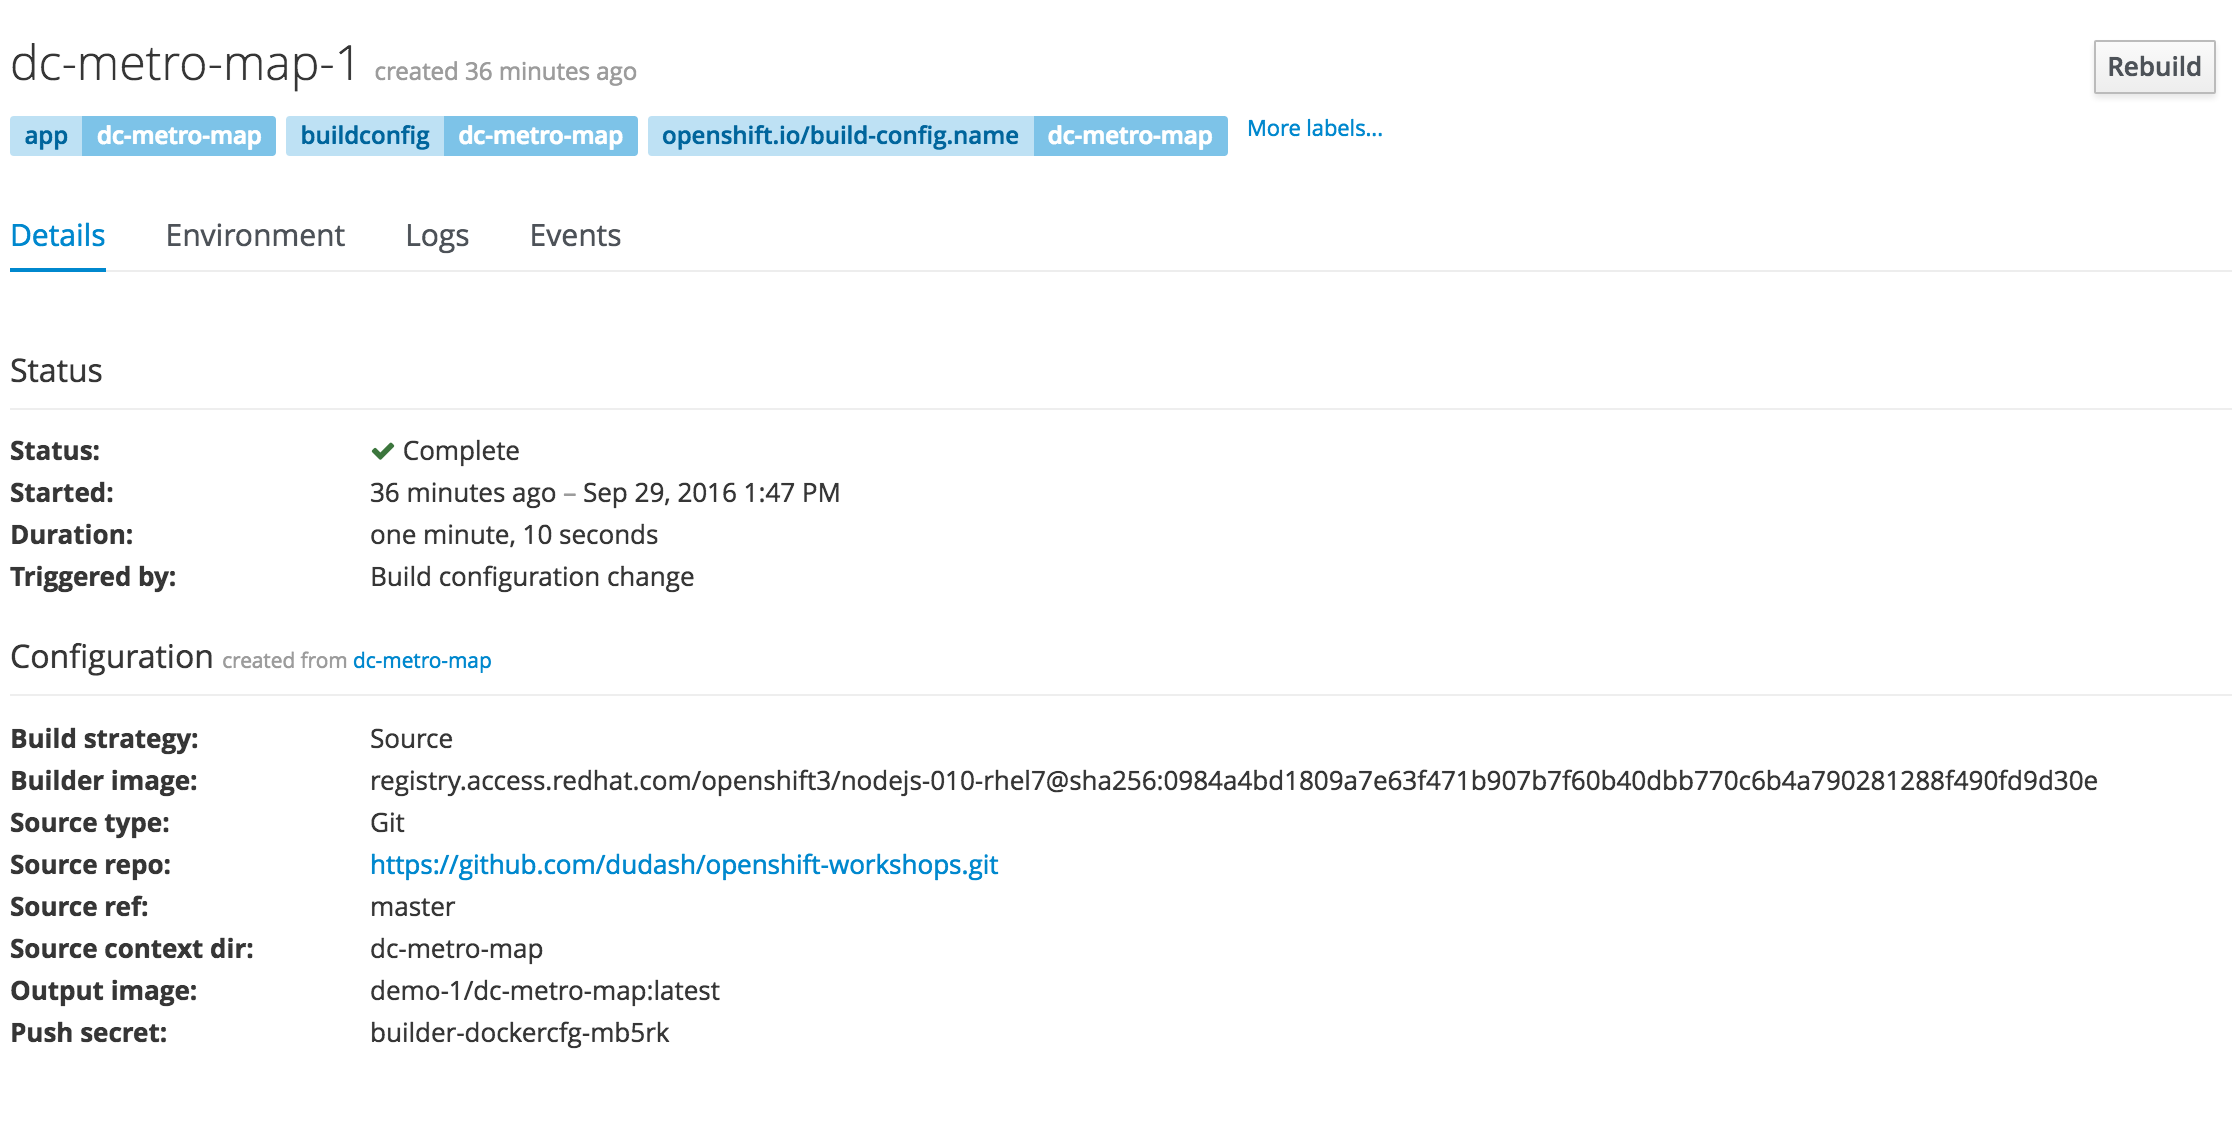 dc-metro-map-1 created 36 minutes ago
Rebuild
app dc-metro-map buildconfig dc-metro-map openshift.io/build-config.name dc-metro-map More labels...
Details Environment Logs Events
Status
Status: Complete
Started: 36 minutes ago – Sep 29, 2016 1:47 PM
Duration: one minute, 10 seconds
Triggered by: Build configuration change
Configuration created from dc-metro-map
Build strategy: Source
Builder image: registry.access.redhat.com/openshift3/nodejs-010-rhel7@sha256:0984a4bd1809a7e63f471b907b7f60b40dbb770c6b4a790281288f490fd9d30e
Source type: Git
Source repo: https://github.com/dudash/openshift-workshops.git
Source ref: master
Source context dir: dc-metro-map
Output image: demo-1/dc-metro-map:latest
Push secret: builder-dockercfg-mb5rk